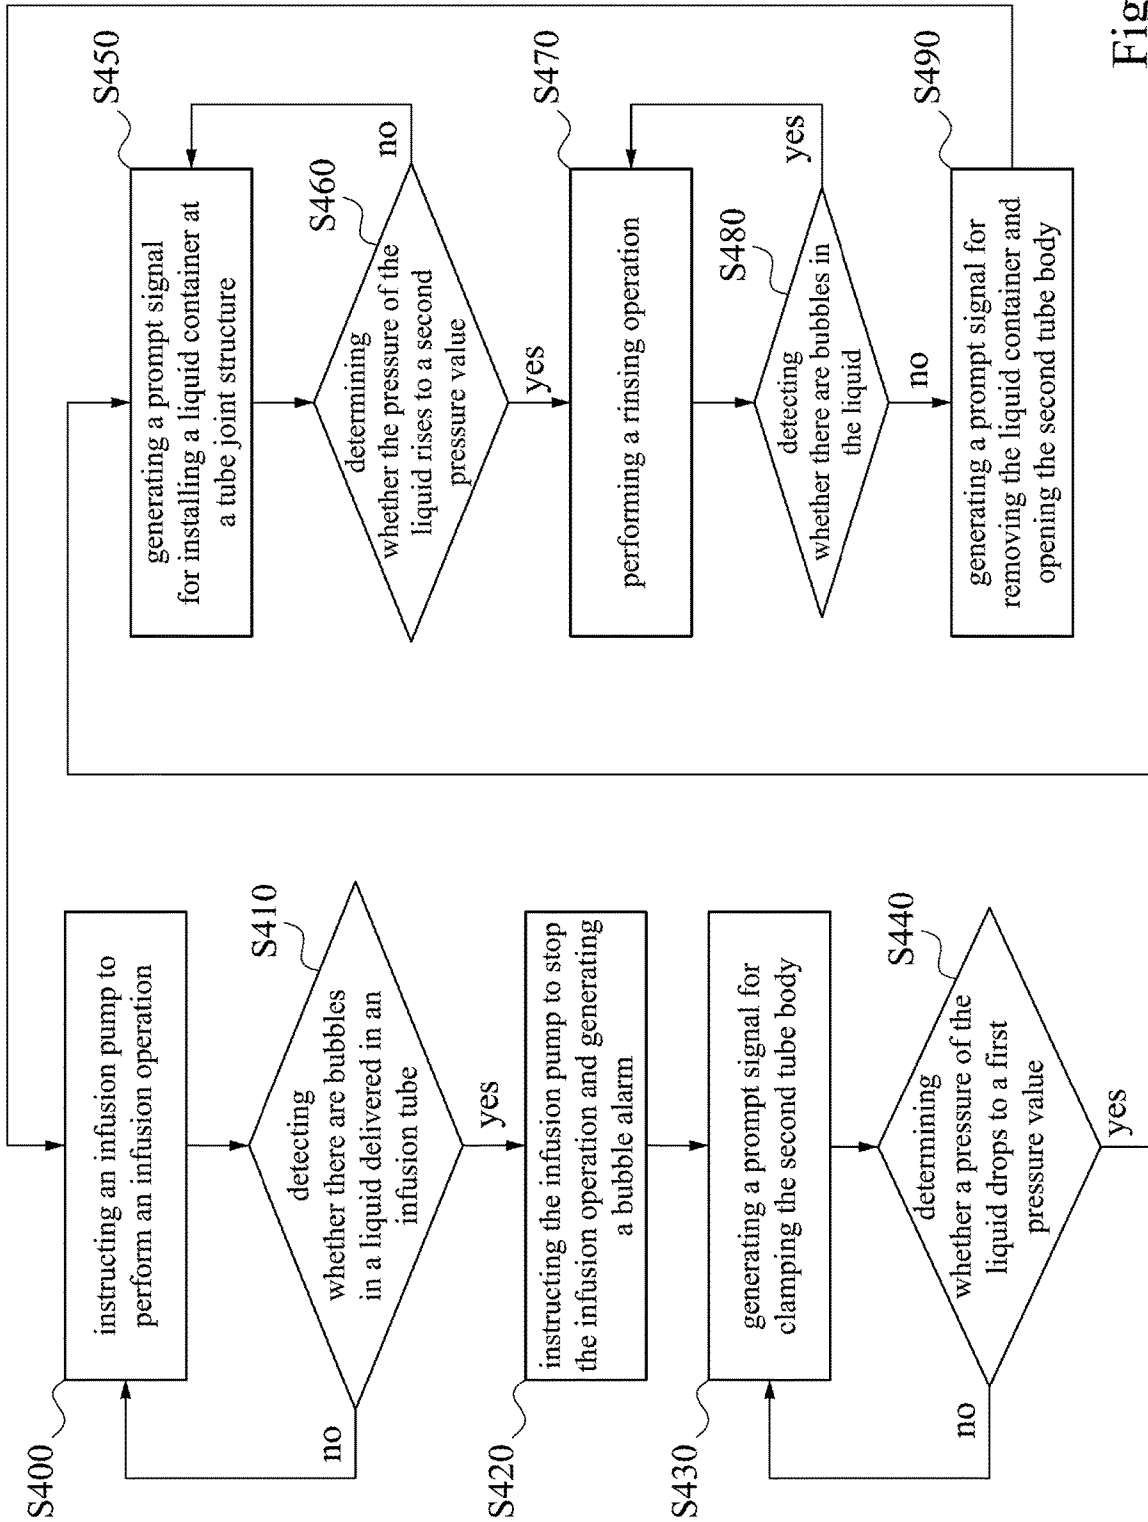 S400
instructing an infusion pump to
perform an infusion operation
S410
detecting
whether there are bubbles
in a liquid delivered in an
infusion tube
no
yes
S420
instructing the infusion pump to stop
the infusion operation and generating
a bubble alarm
S430
generating a prompt signal for
clamping the second tube body
S440
determining
whether a pressure of the
liquid drops to a first
pressure value
no
yes
S450
generating a prompt signal
for installing a liquid container at
a tube joint structure
S460
determining
whether the pressure of the
liquid rises to a second
pressure value
no
yes
S470
performing a rinsing operation
S480
detecting
whether there are bubbles in
the liquid
yes
no
S490
generating a prompt signal for
removing the liquid container and
opening the second tube body
Fig